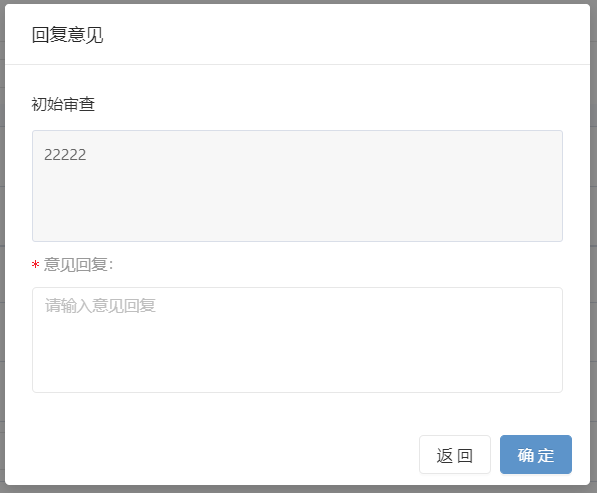 回复意见
初始审查
22222
* 意见回复：
请输入意见回复
返 回
确 定